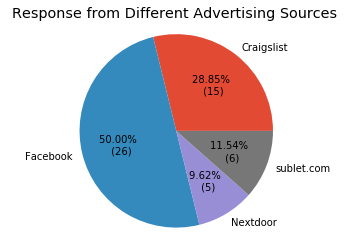 Response from Different Advertising Sources
Craigslist
28.85%
(15)
50.00%
(26)
Facebook
11.54%
(6)
sublet.com
9.62%
(5)
Nextdoor